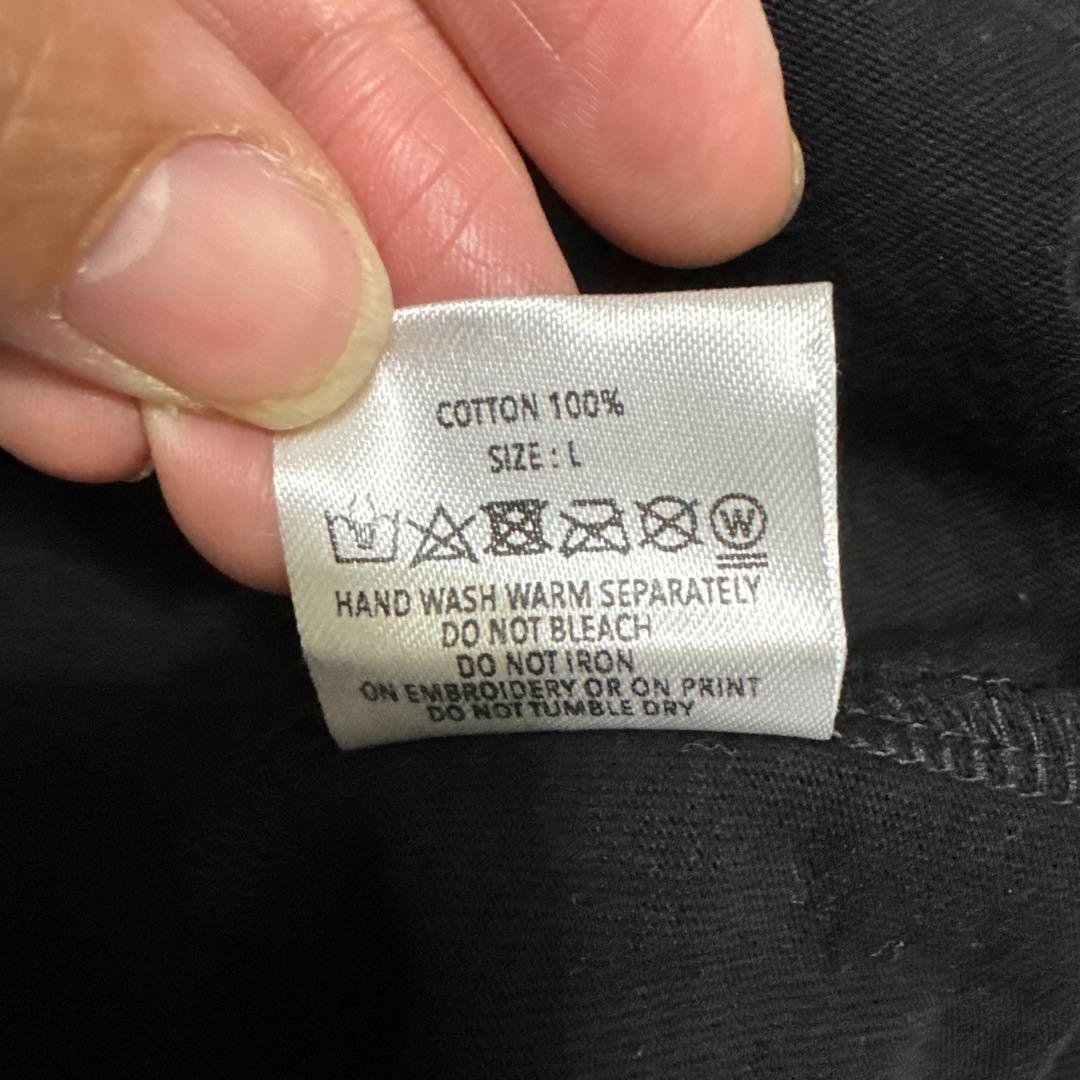 COTTON 100%
SIZE : L
W
HAND WASH WARM SEPARATELY
DO NOT BLEACH
DO NOT IRON
ON EMBROIDERY OR ON PRINT
DO NOT TUMBLE DRY